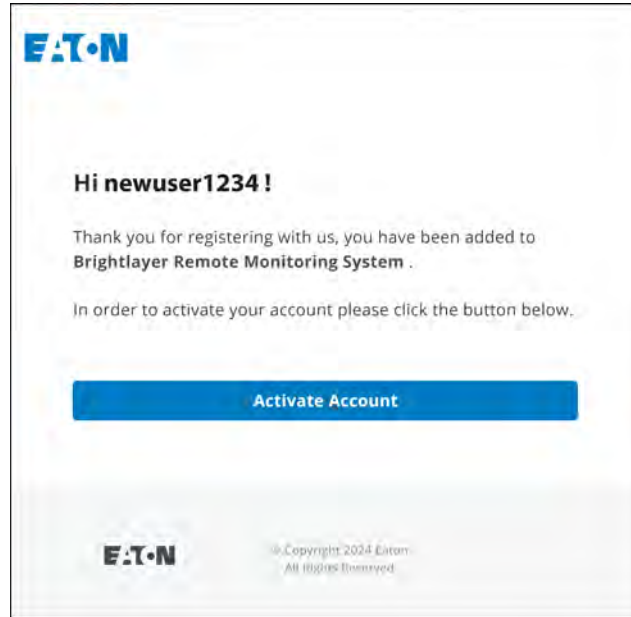 EATON
Hi newuser1234 !
Thank you for registering with us, you have been added to
Brightlayer Remote Monitoring System .
In order to activate your account please click the button below.
Activate Account
EATON
© Copyright 2024 Eaton
All Rights Reserved